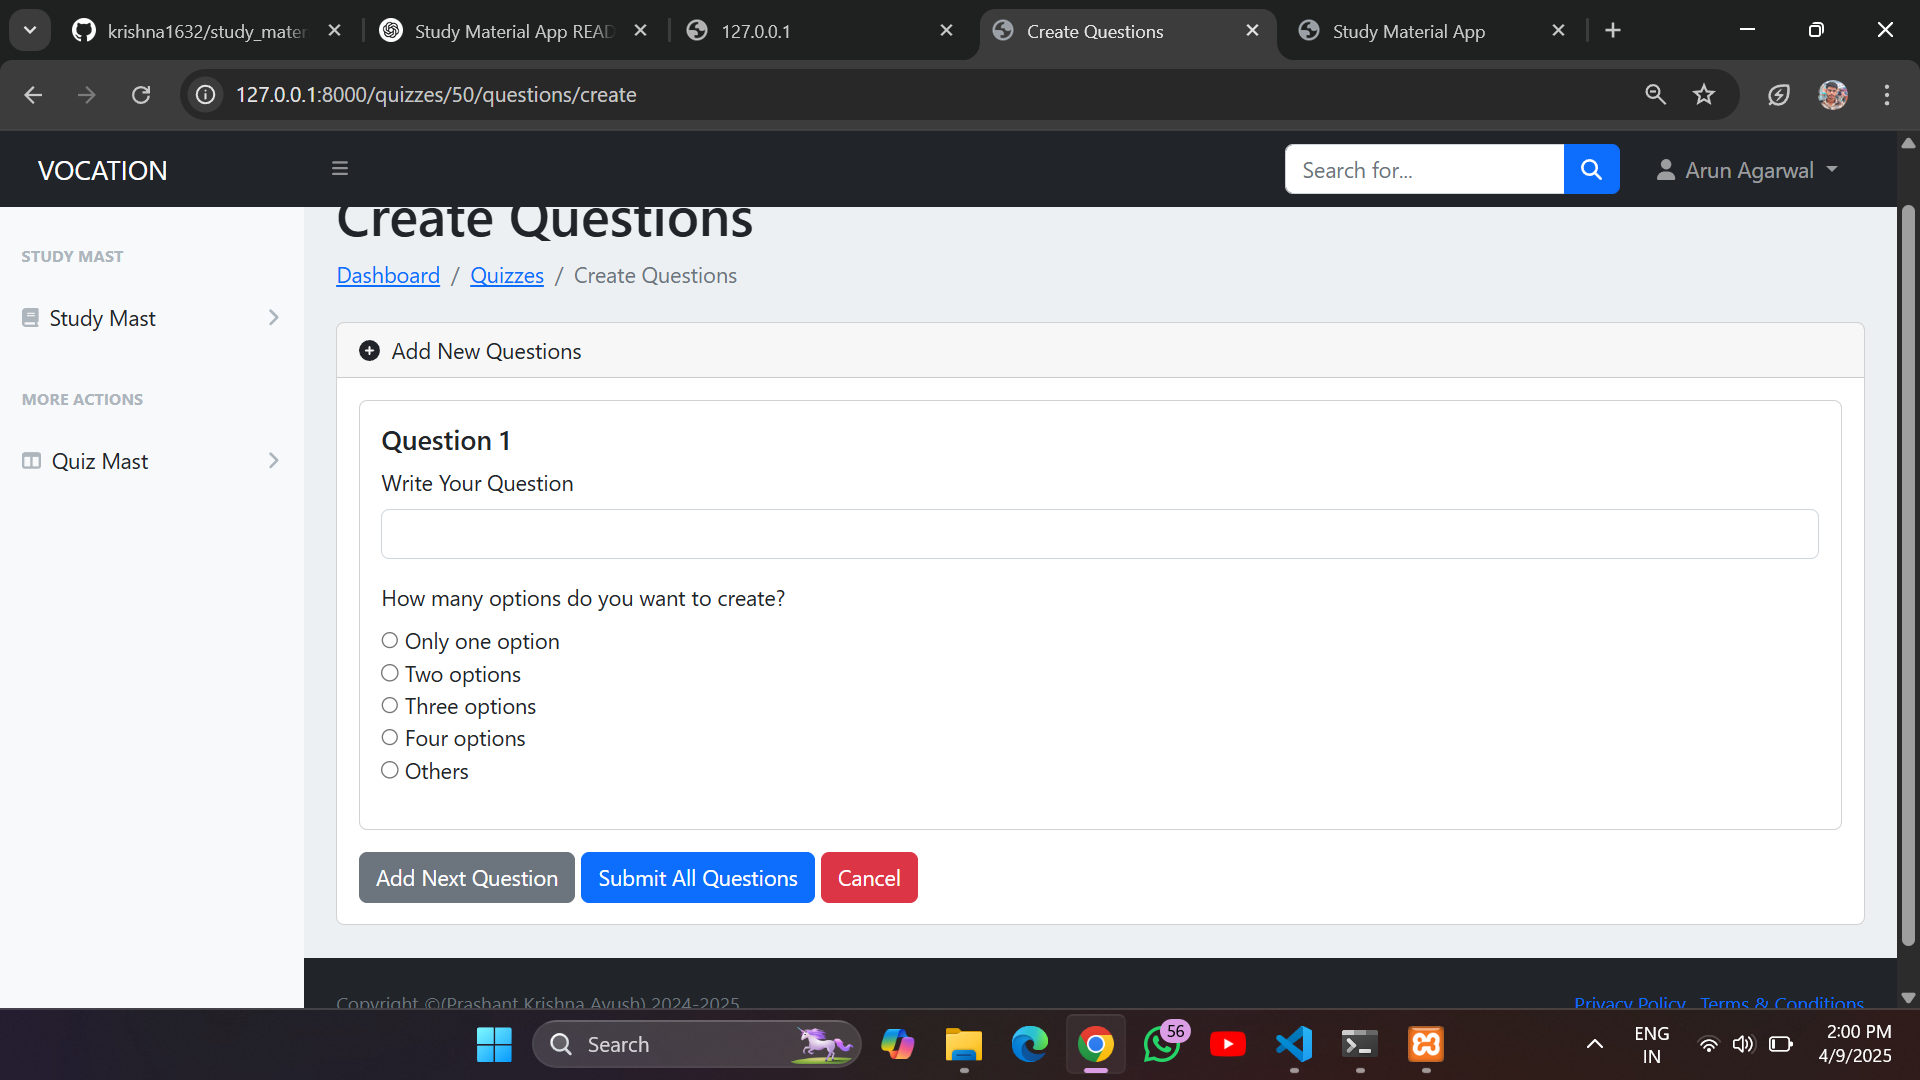 krishna1632/study_mater
Study Material App READ
127.0.0.1
Create Questions
Study Material App
127.0.0.1:8000/quizzes/50/questions/create
VOCATION
Search for...
Arun Agarwal
Create Questions
STUDY MAST
Dashboard / Quizzes / Create Questions
Study Mast
Add New Questions
MORE ACTIONS
Question 1
Quiz Mast
Write Your Question
How many options do you want to create?
Only one option
Two options
Three options
Four options
Others
Add Next Question
Submit All Questions
Cancel
Copyright ©(Prashant Krishna Ayush) 2024-2025
Privacy Policy Terms & Conditions
Search
56
ENG
IN
2:00 PM
4/9/2025